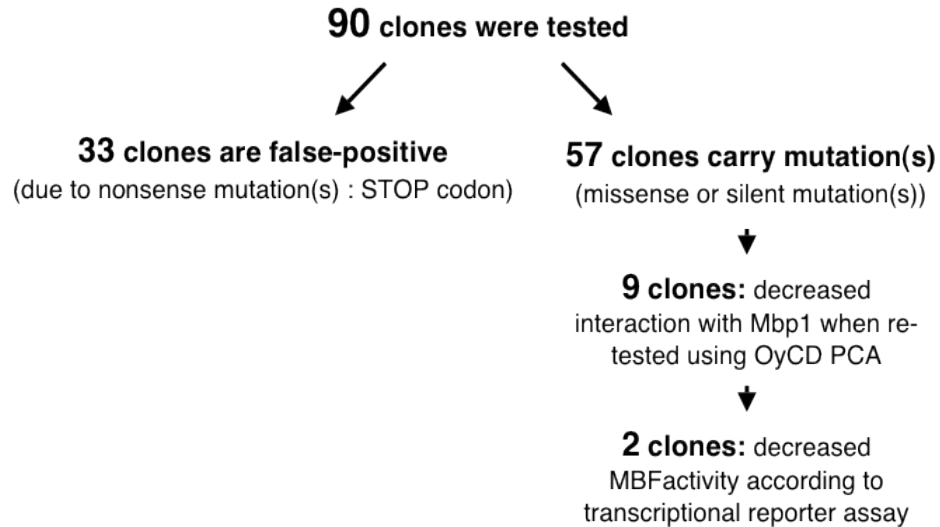 90 clones were tested
33 clones are false-positive
(due to nonsense mutation(s) : STOP codon)
57 clones carry mutation(s)
(missense or silent mutation(s))
9 clones: decreased
interaction with Mbp1 when re-
tested using OyCD PCA
2 clones: decreased
MBFactivity according to
transcriptional reporter assay